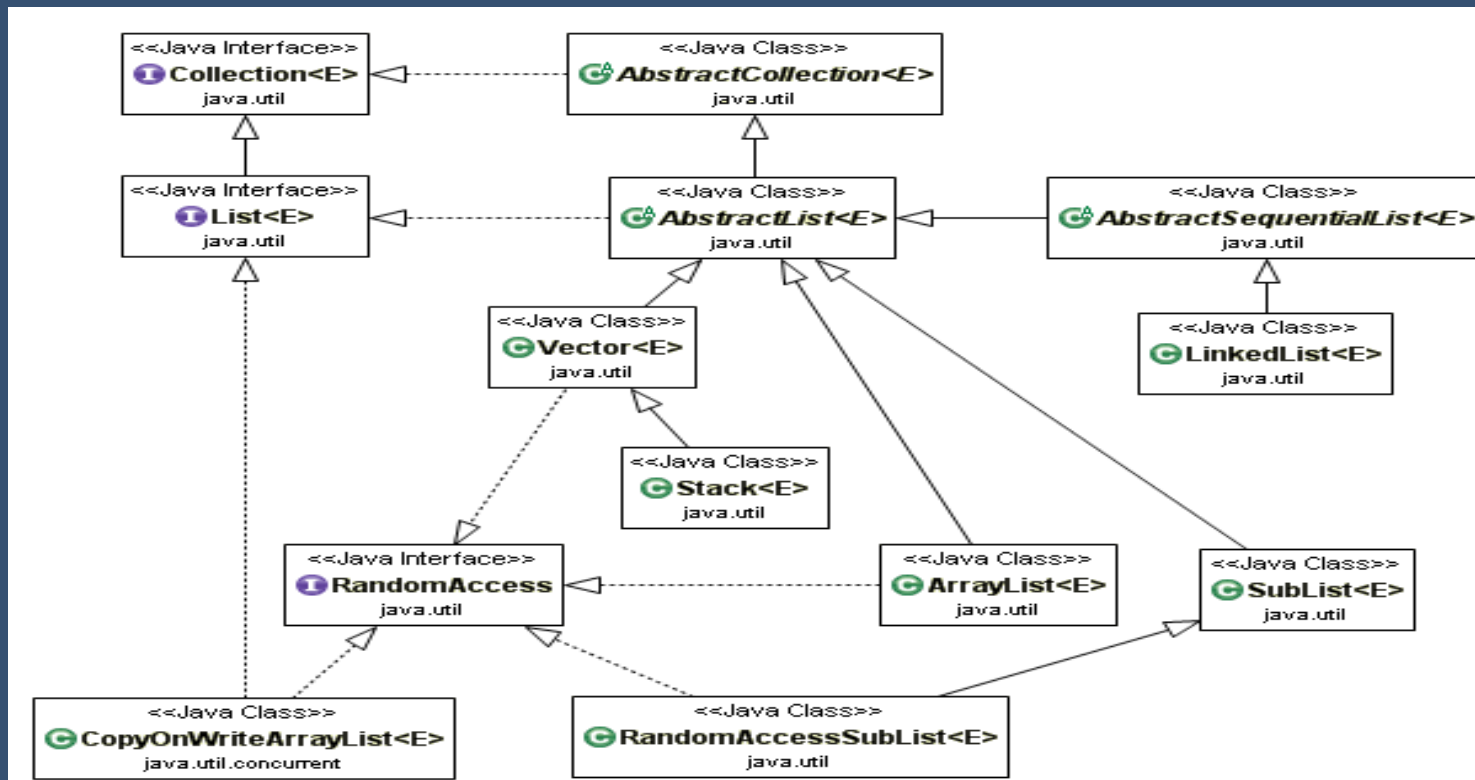 <<Java Interface>>
Collection<E>
java.util
<<Java Class>>
AbstractCollection<E>
java.util
<<Java Interface>>
List<E>
java.util
<<Java Class>>
AbstractList<E>
java.util
<<Java Class>>
AbstractSequentialList<E>
java.util
<<Java Class>>
Vector<E>
java.util
<<Java Class>>
LinkedList<E>
java.util
<<Java Class>>
Stack<E>
java.util
<<Java Interface>>
RandomAccess
java.util
<<Java Class>>
ArrayList<E>
java.util
<<Java Class>>
SubList<E>
java.util
<<Java Class>>
CopyOnWriteArrayList<E>
java.util.concurrent
<<Java Class>>
RandomAccessSubList<E>
java.util